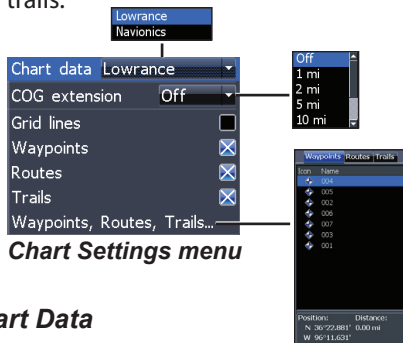 trails.
Lowrance
Navionics
Chart data Lowrance
COG extension Off
Grid lines
Waypoints
Routes
Trails
Waypoints, Routes, Trails...
Off
1 mi
2 mi
5 mi
10 mi
Waypoints Routes Trails
Icon Name
004
005
002
006
007
003
001
Position: Distance:
N 36°22.881' 0.00 mi
W 96°11.631'
Chart Settings menu
art Data